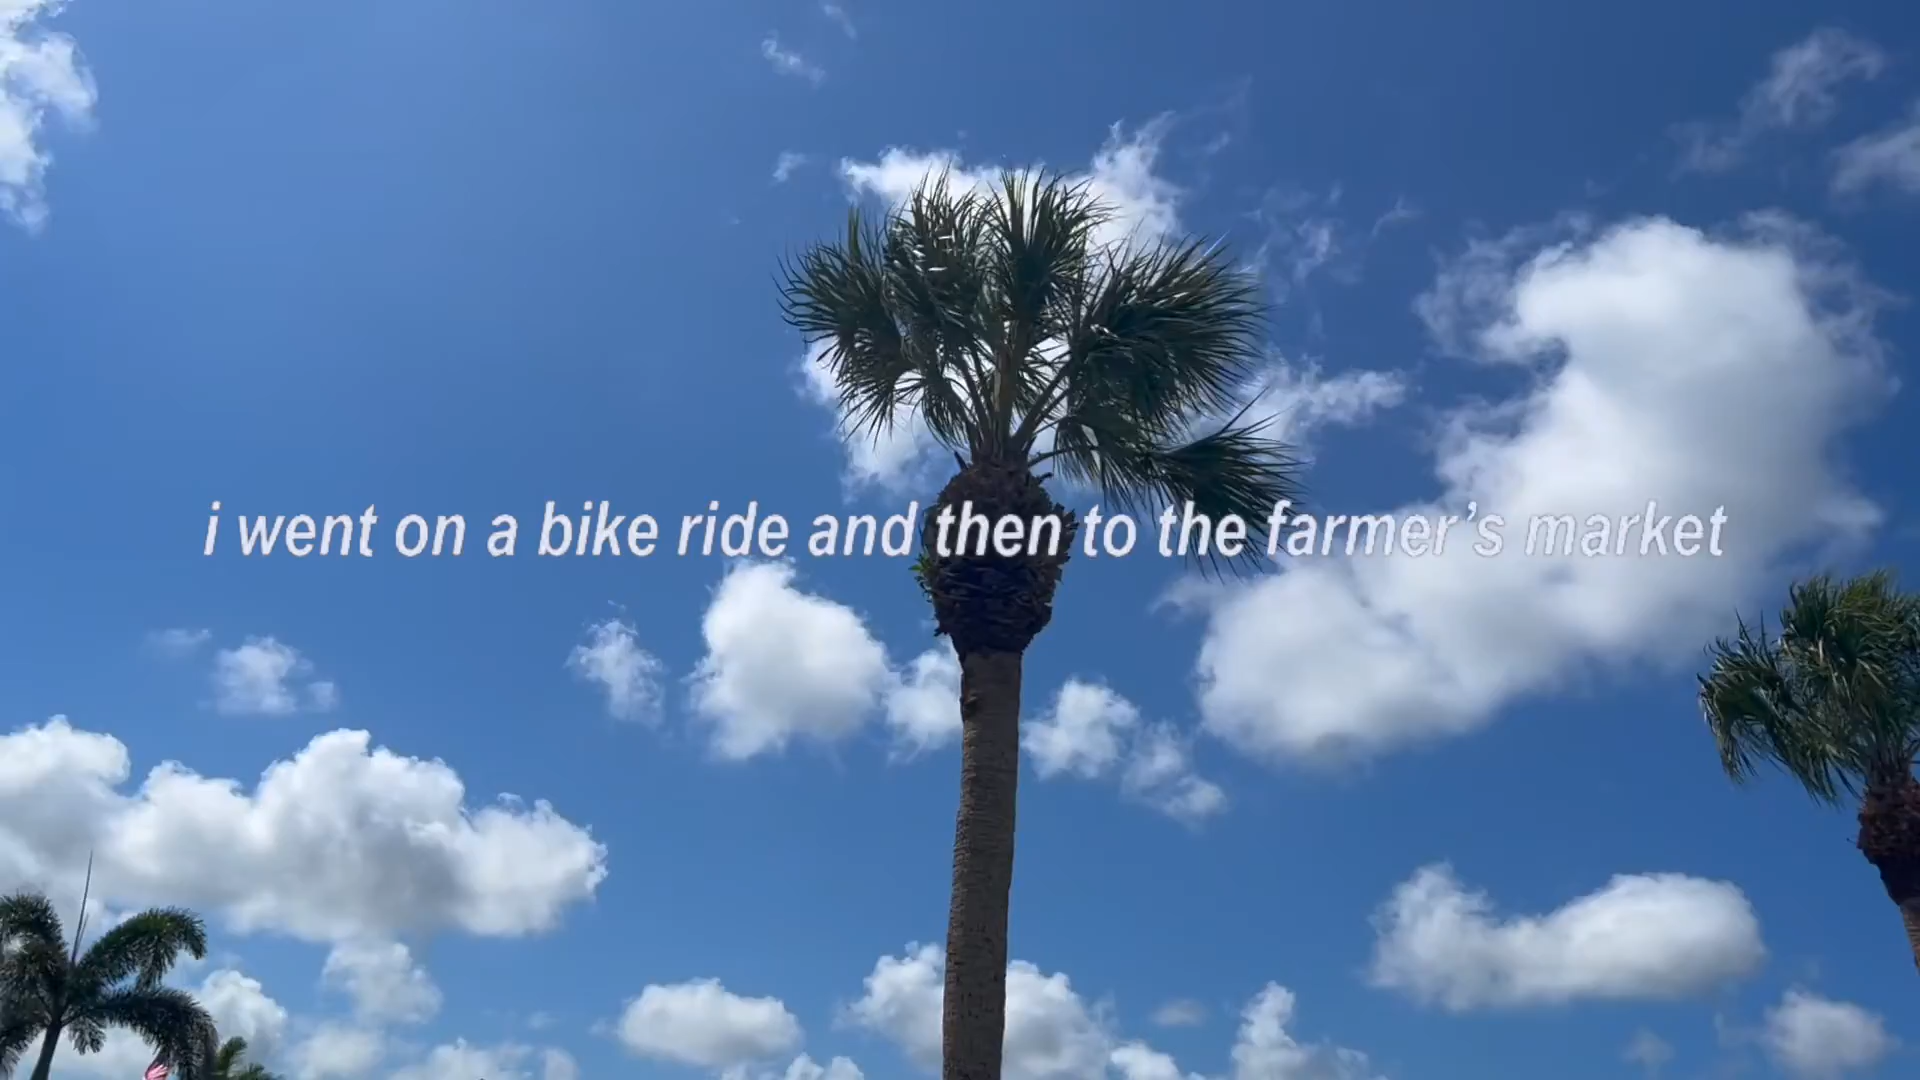 i went on a bike ride and then to the farmer’s market